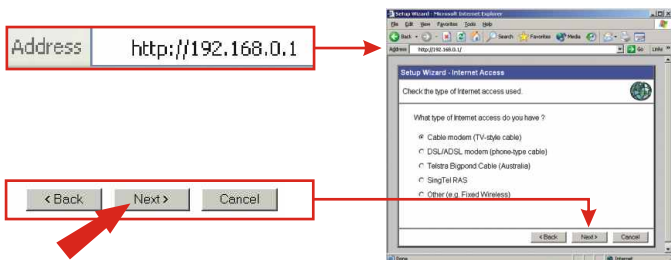 Address http://192.168.0.1
< Back Next > Cancel
Setup Wizard - Microsoft Internet Explorer
File Edit View Favorites Tools Help
Back Search Favorites Media
Address http://192.168.0.1/ Go Links
Setup Wizard - Internet Access
Check the type of Internet access used.
What type of Internet access do you have ?
Cable modem (TV-style cable)
DSL/ADSL modem (phone-type cable)
Telstra Bigpond Cable (Australia)
SingTel RAS
Other (e.g. Fixed Wireless)
< Back Next > Cancel
Done Internet